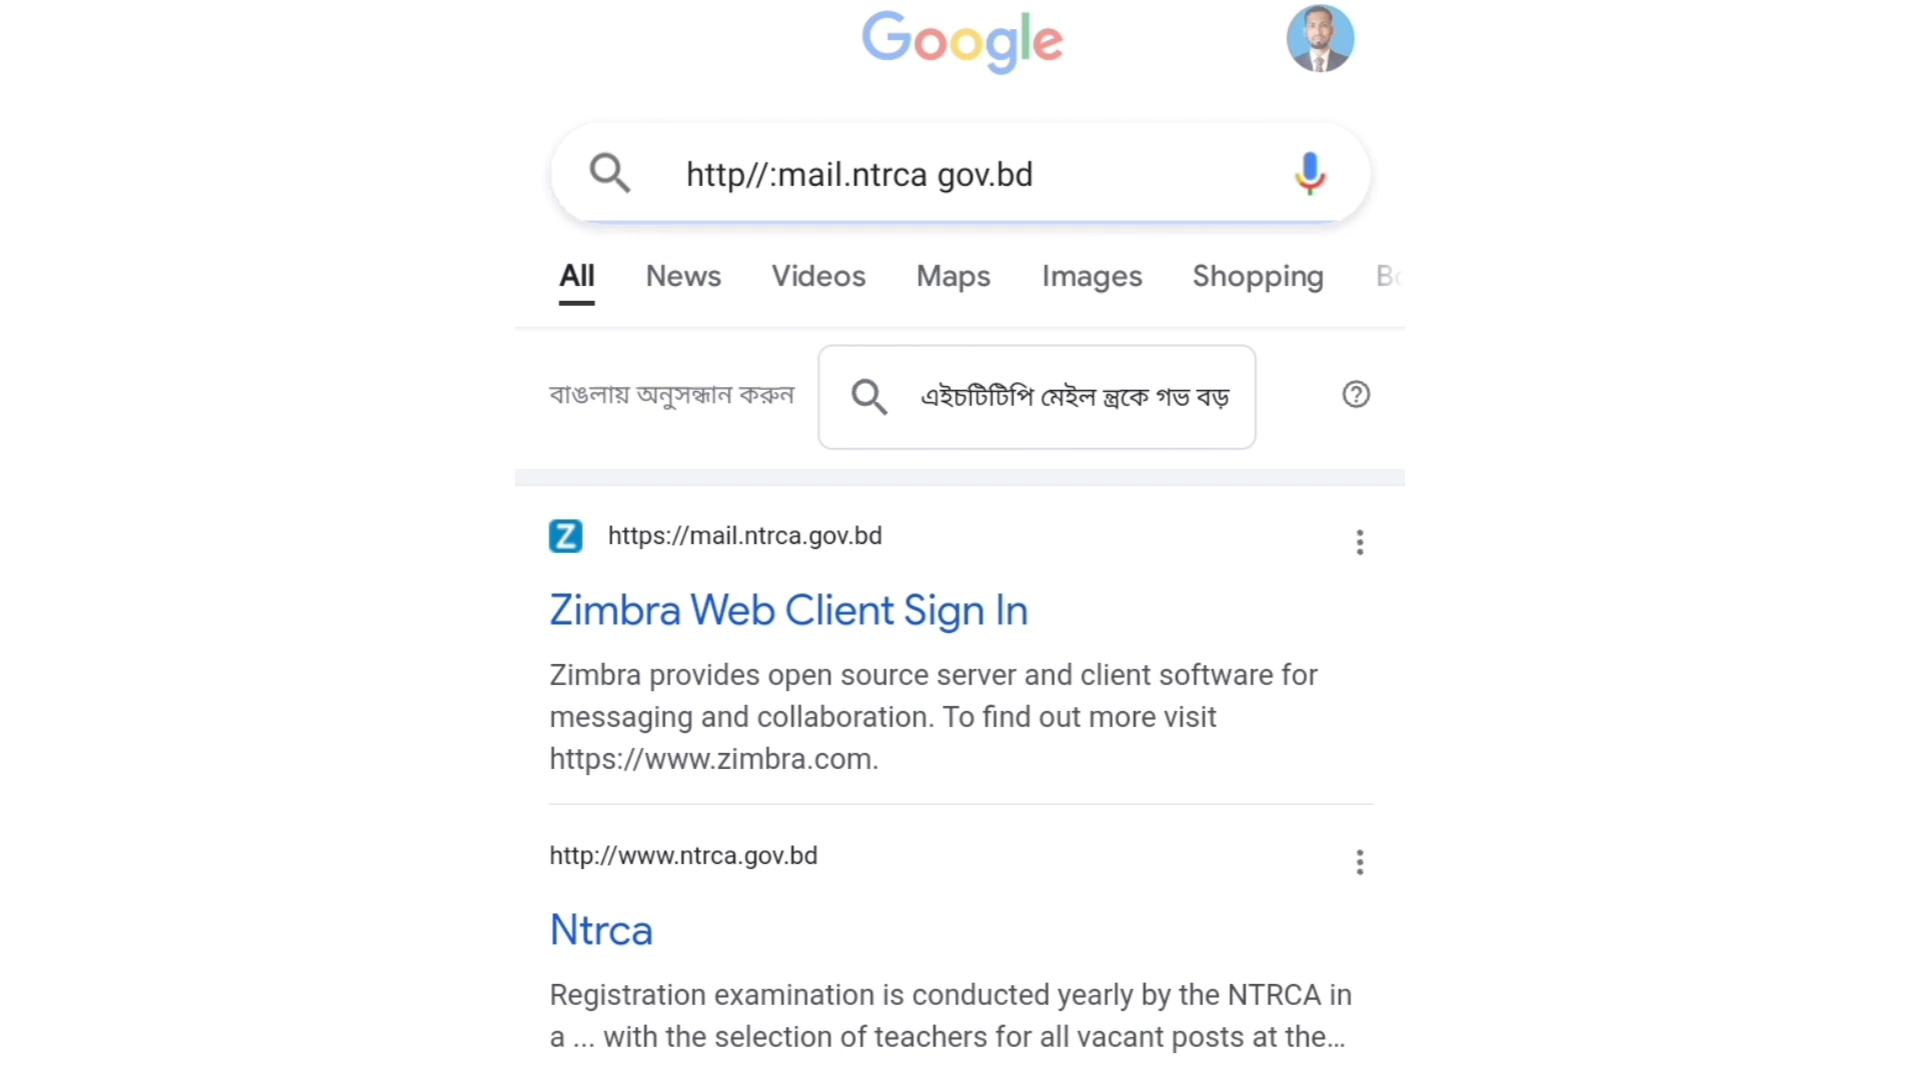 Google
http//:mail.ntrca gov.bd
All News Videos Maps Images Shopping
বাঙলায় অনুসন্ধান করুন এইচটিটিপি মেইল ন্ত্রকে গভ বড়
Z https://mail.ntrca.gov.bd
Zimbra Web Client Sign In
Zimbra provides open source server and client software for
messaging and collaboration. To find out more visit
https://www.zimbra.com.
http://www.ntrca.gov.bd
Ntrca
Registration examination is conducted yearly by the NTRCA in
a ... with the selection of teachers for all vacant posts at the...